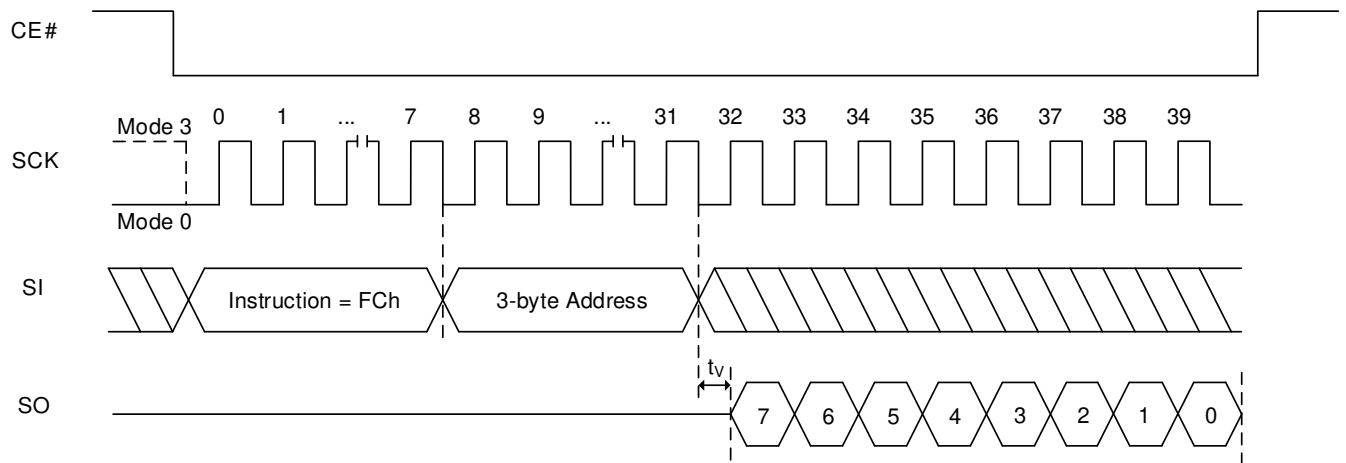 CE#
Mode 3 0 1 ... 7 8 9 ... 31 32 33 34 35 36 37 38 39
SCK
Mode 0
SI Instruction = FCh 3-byte Address
tV
SO 7 6 5 4 3 2 1 0